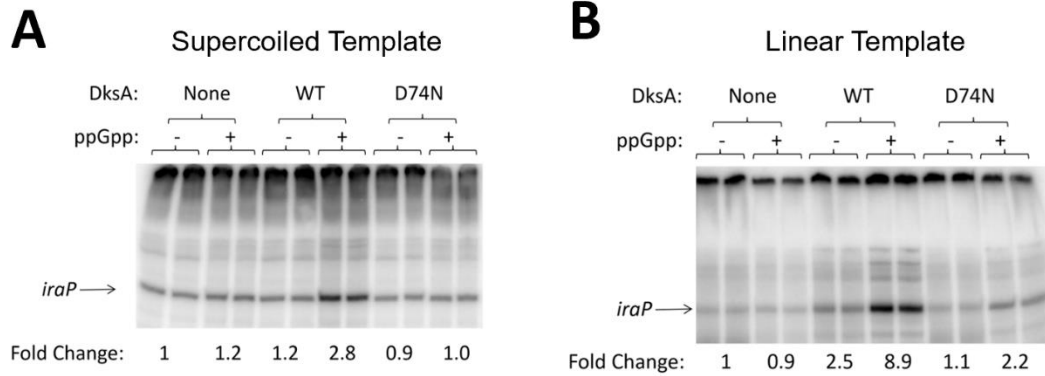 A
Supercoiled Template
DksA: None WT D74N
ppGpp: - + - + - +
iraP
Fold Change: 1 1.2 1.2 2.8 0.9 1.0
B
Linear Template
DksA: None WT D74N
ppGpp: - + - + - +
iraP
Fold Change: 1 0.9 2.5 8.9 1.1 2.2